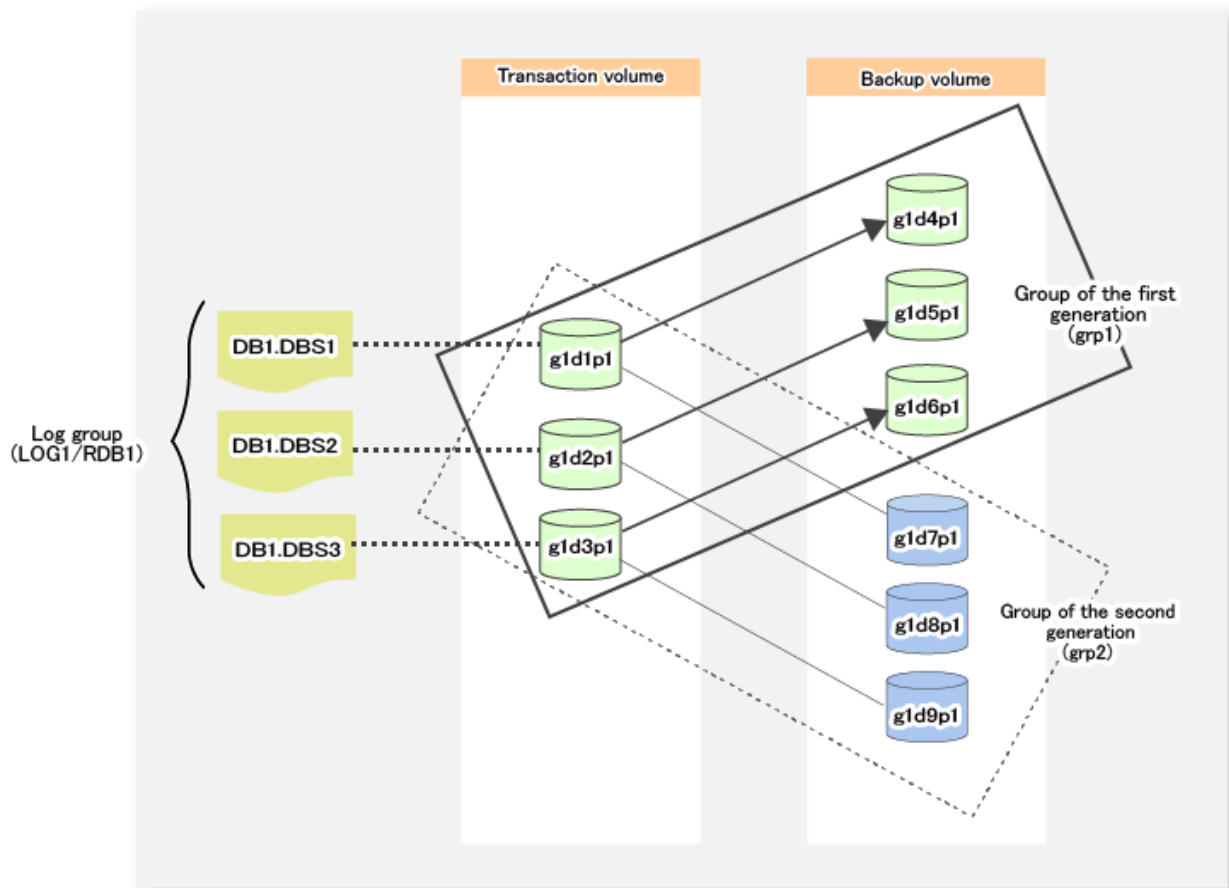 Transaction volume
Backup volume
g1d4p1
g1d5p1
Group of the first
generation
(grp1)
DB1.DBS1
g1d1p1
g1d6p1
Log group
(LOG1/RDB1)
DB1.DBS2
g1d2p1
DB1.DBS3
g1d3p1
g1d7p1
g1d8p1
Group of the second
generation
(grp2)
g1d9p1